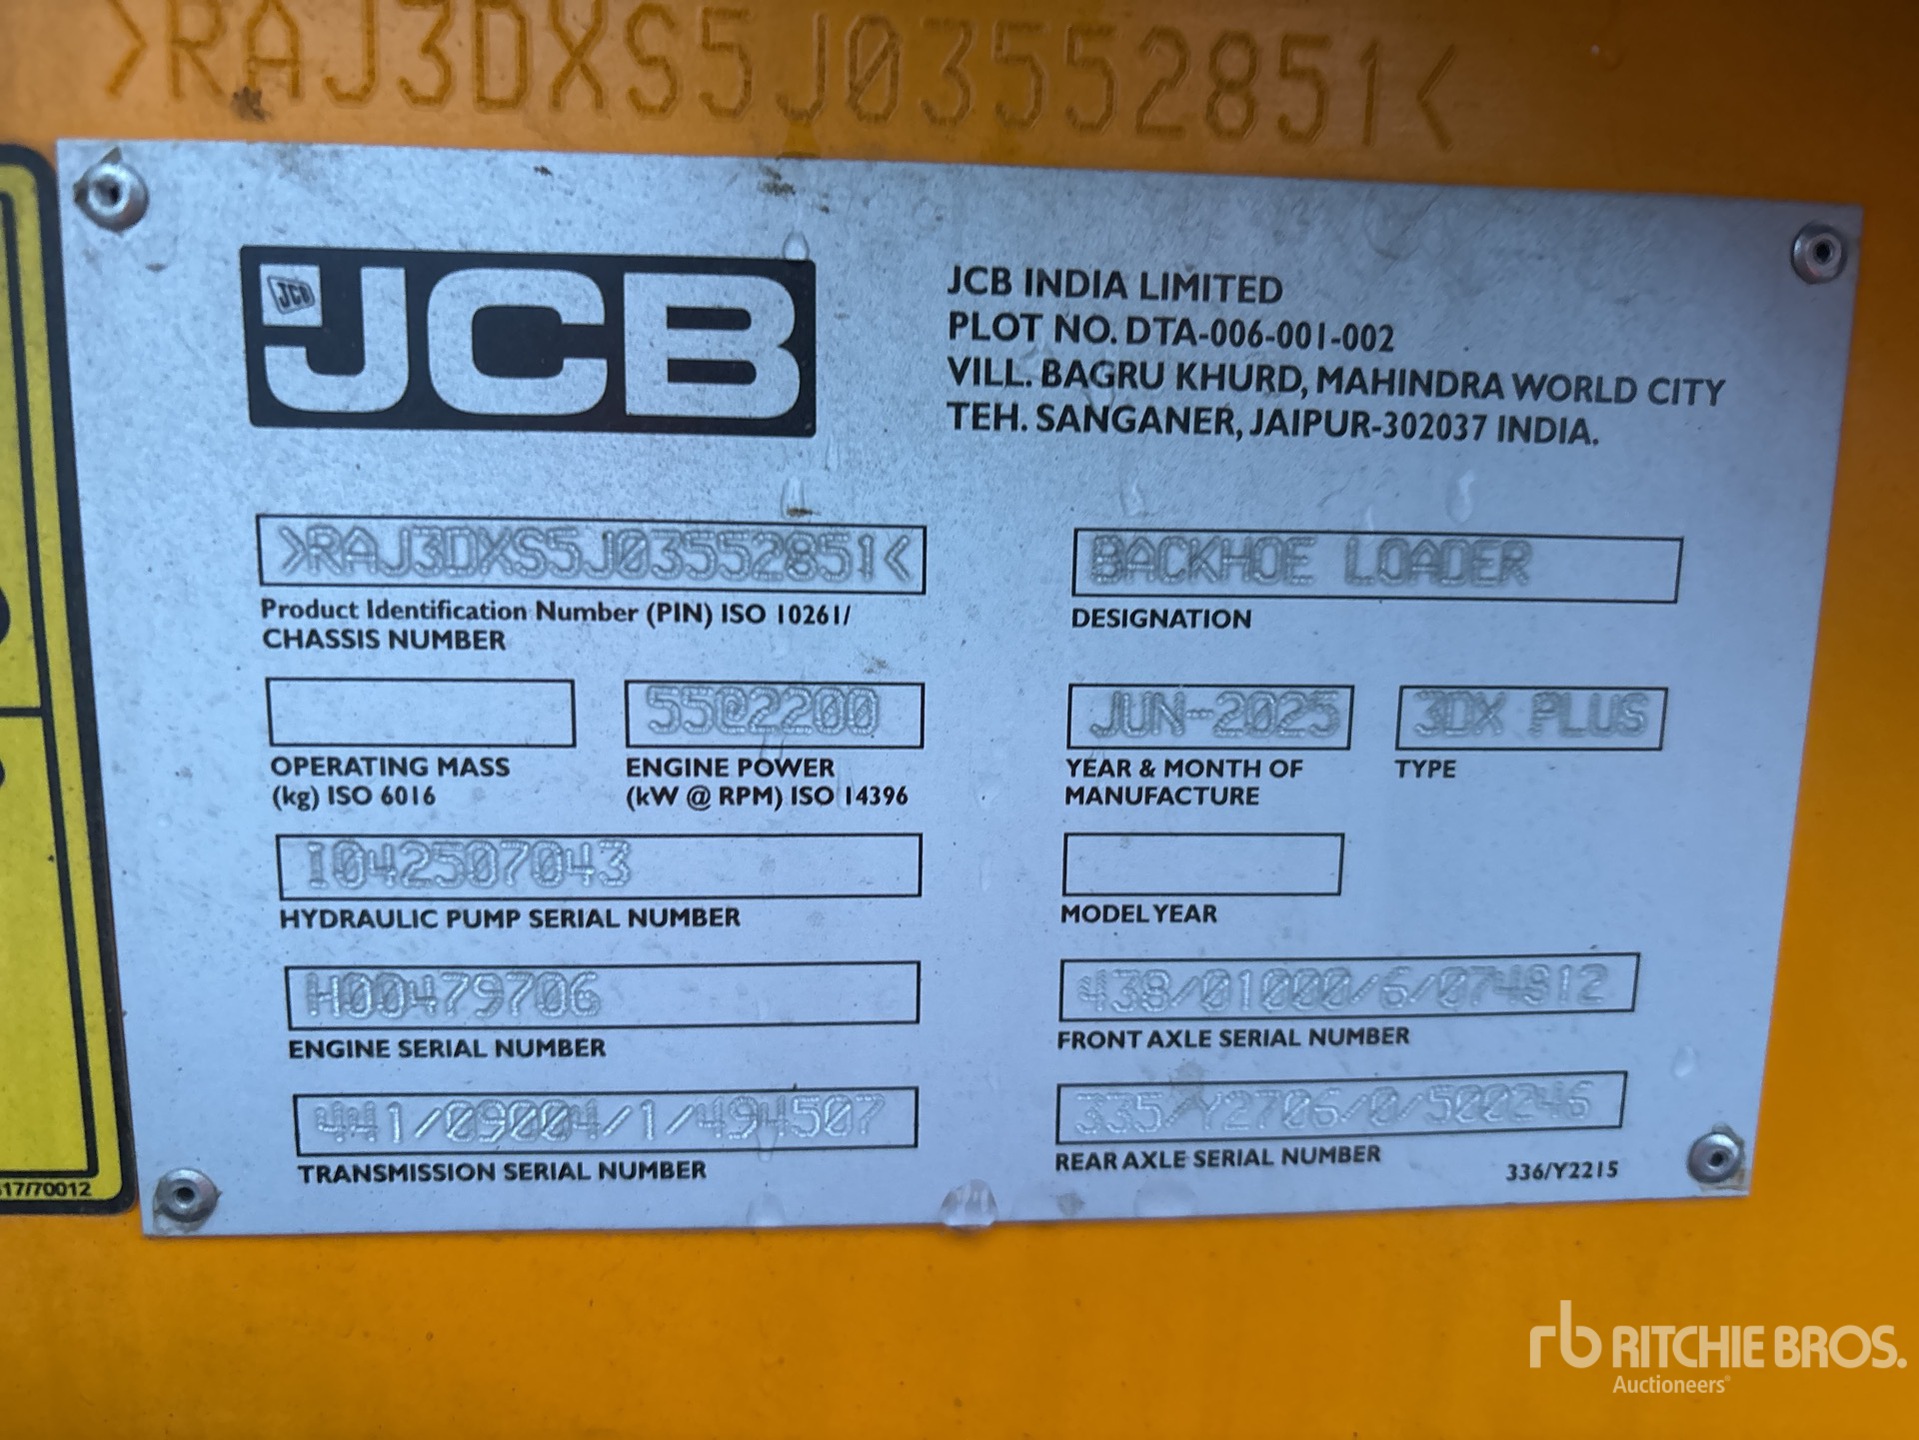 >RAJ3DXS5J03552851<
JCB
JCB
JCB INDIA LIMITED
PLOT NO. DTA-006-001-002
VILL. BAGRU KHURD, MAHINDRA WORLD CITY
TEH. SANGANER, JAIPUR-302037 INDIA.
>RAJ3DXS5J03552851<
Product Identification Number (PIN) ISO 10261/
CHASSIS NUMBER
BACKHOE LOADER
DESIGNATION
OPERATING MASS
(kg) ISO 6016
55@2200
ENGINE POWER
(kW @ RPM) ISO 14396
JUN-2025
YEAR & MONTH OF
MANUFACTURE
3DX PLUS
TYPE
I042507043
HYDRAULIC PUMP SERIAL NUMBER
MODEL YEAR
H00479706
ENGINE SERIAL NUMBER
438/01000/6/074812
FRONT AXLE SERIAL NUMBER
441/09004/1/494507
TRANSMISSION SERIAL NUMBER
335/Y2706/0/500246
REAR AXLE SERIAL NUMBER
336/Y2215
17/70012
rb RITCHIE BROS.
Auctioneers